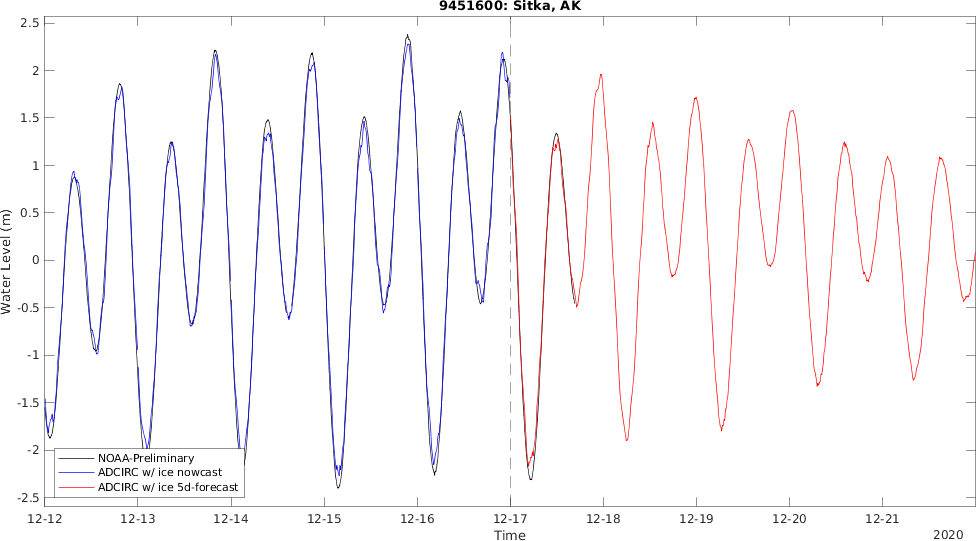 9451600: Sitka, AK
2.5
2
1.5
1
0.5
0
-0.5
-1
-1.5
-2
-2.5
Water Level (m)
NOAA-Preliminary
ADCIRC w/ ice nowcast
ADCIRC w/ ice 5d-forecast
12-12 12-13 12-14 12-15 12-16 12-17 12-18 12-19 12-20 12-21
Time
2020